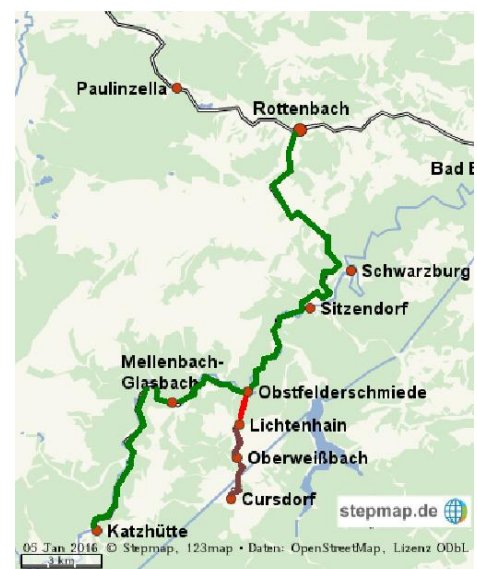 Paulinzella
Rottenbach
Bad B
Schwarzburg
Sitzendorf
Mellenbach-
Glasbach
Obstfelderschmiede
Lichtenhain
Oberweißbach
Cursdorf
stepmap.de
Katzhütte
05 Jan 2016 © Stepmap, 123map • Daten: OpenStreetMap, Lizenz ODbL
3 km